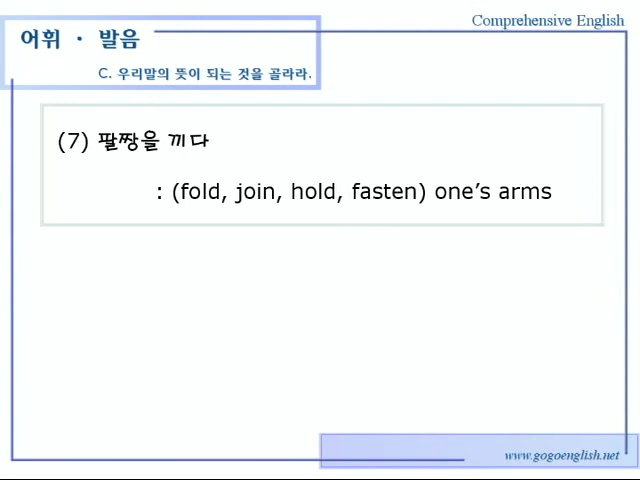 Comprehensive English
어휘 · 발음
C. 우리말의 뜻이 되는 것을 골라라.
(7) 팔짱을 끼다
: (fold, join, hold, fasten) one's arms
www.gogoenglish.net